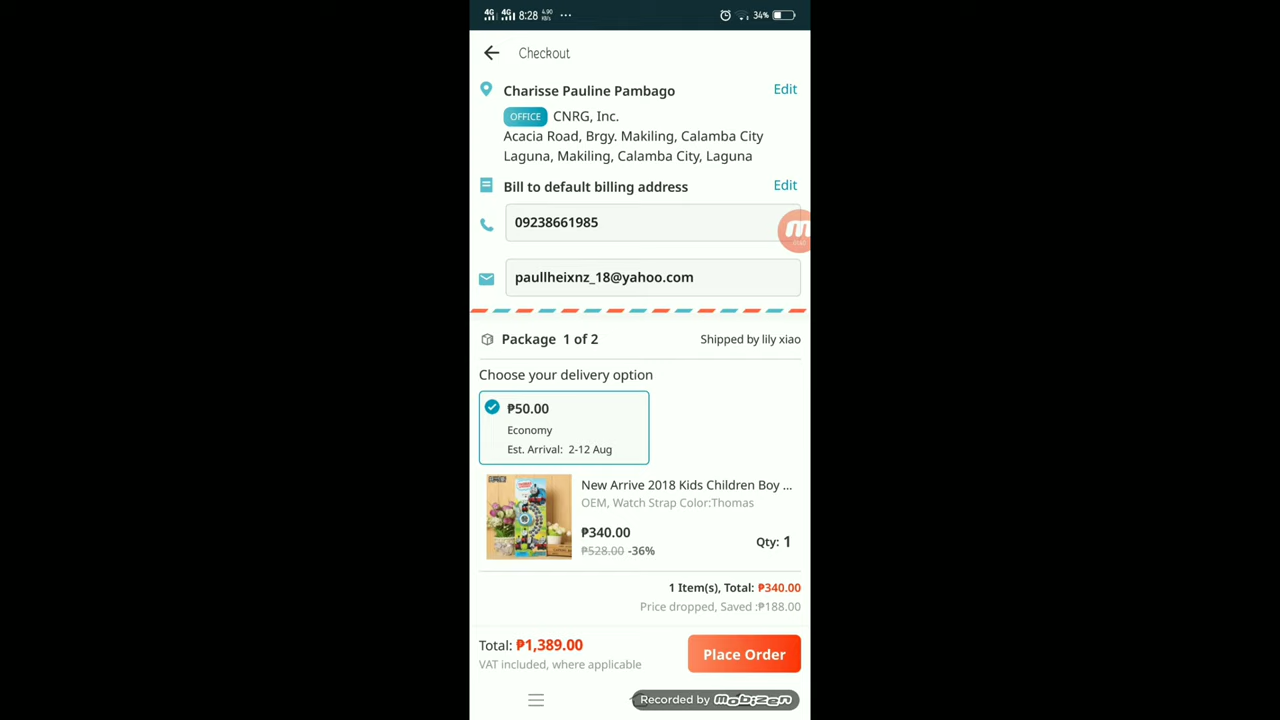 4G 4G 8:28 4.90 KB/s ... 34%
Checkout
Charisse Pauline Pambago Edit
OFFICE CNRG, Inc.
Acacia Road, Brgy. Makiling, Calamba City
Laguna, Makiling, Calamba City, Laguna
Bill to default billing address Edit
09238661985
paullheixnz_18@yahoo.com
Package 1 of 2 Shipped by lily xiao
Choose your delivery option
₱50.00
Economy
Est. Arrival: 2-12 Aug
New Arrive 2018 Kids Children Boy ...
OEM, Watch Strap Color:Thomas
₱340.00
₱528.00 -36%
Qty: 1
1 Item(s), Total: ₱340.00
Price dropped, Saved :₱188.00
Total: ₱1,389.00
VAT included, where applicable
Place Order
Recorded by mobizen